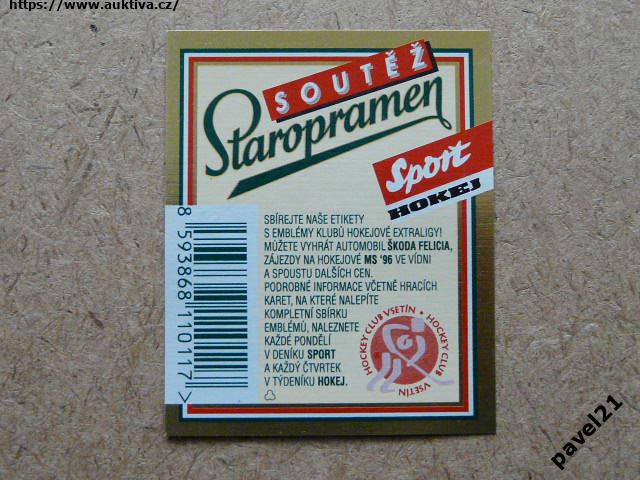 https://www.auktiva.cz/
SOUTĚŽ
Staropramen
Sport
HOKEJ
SBÍREJTE NAŠE ETIKETY
S EMBLÉMY KLUBŮ HOKEJOVÉ EXTRALIGY!
MŮŽETE VYHRÁT AUTOMOBIL ŠKODA FELICIA,
ZÁJEZDY NA HOKEJOVÉ MS '96 VE VÍDNI
A SPOUSTU DALŠÍCH CEN.
PODROBNÉ INFORMACE VČETNĚ HRACÍCH
KARET, NA KTERÉ NALEPÍTE
KOMPLETNÍ SBÍRKU
EMBLÉMŮ, NALEZNETE
KAŽDÉ PONDĚLÍ
V DENÍKU SPORT
A KAŽDÝ ČTVRTEK
V TÝDENÍKU HOKEJ.
8 593868 110117 >
HOCKEY CLUB VSETÍN • HOCKEY CLUB VSETÍN
pavel21